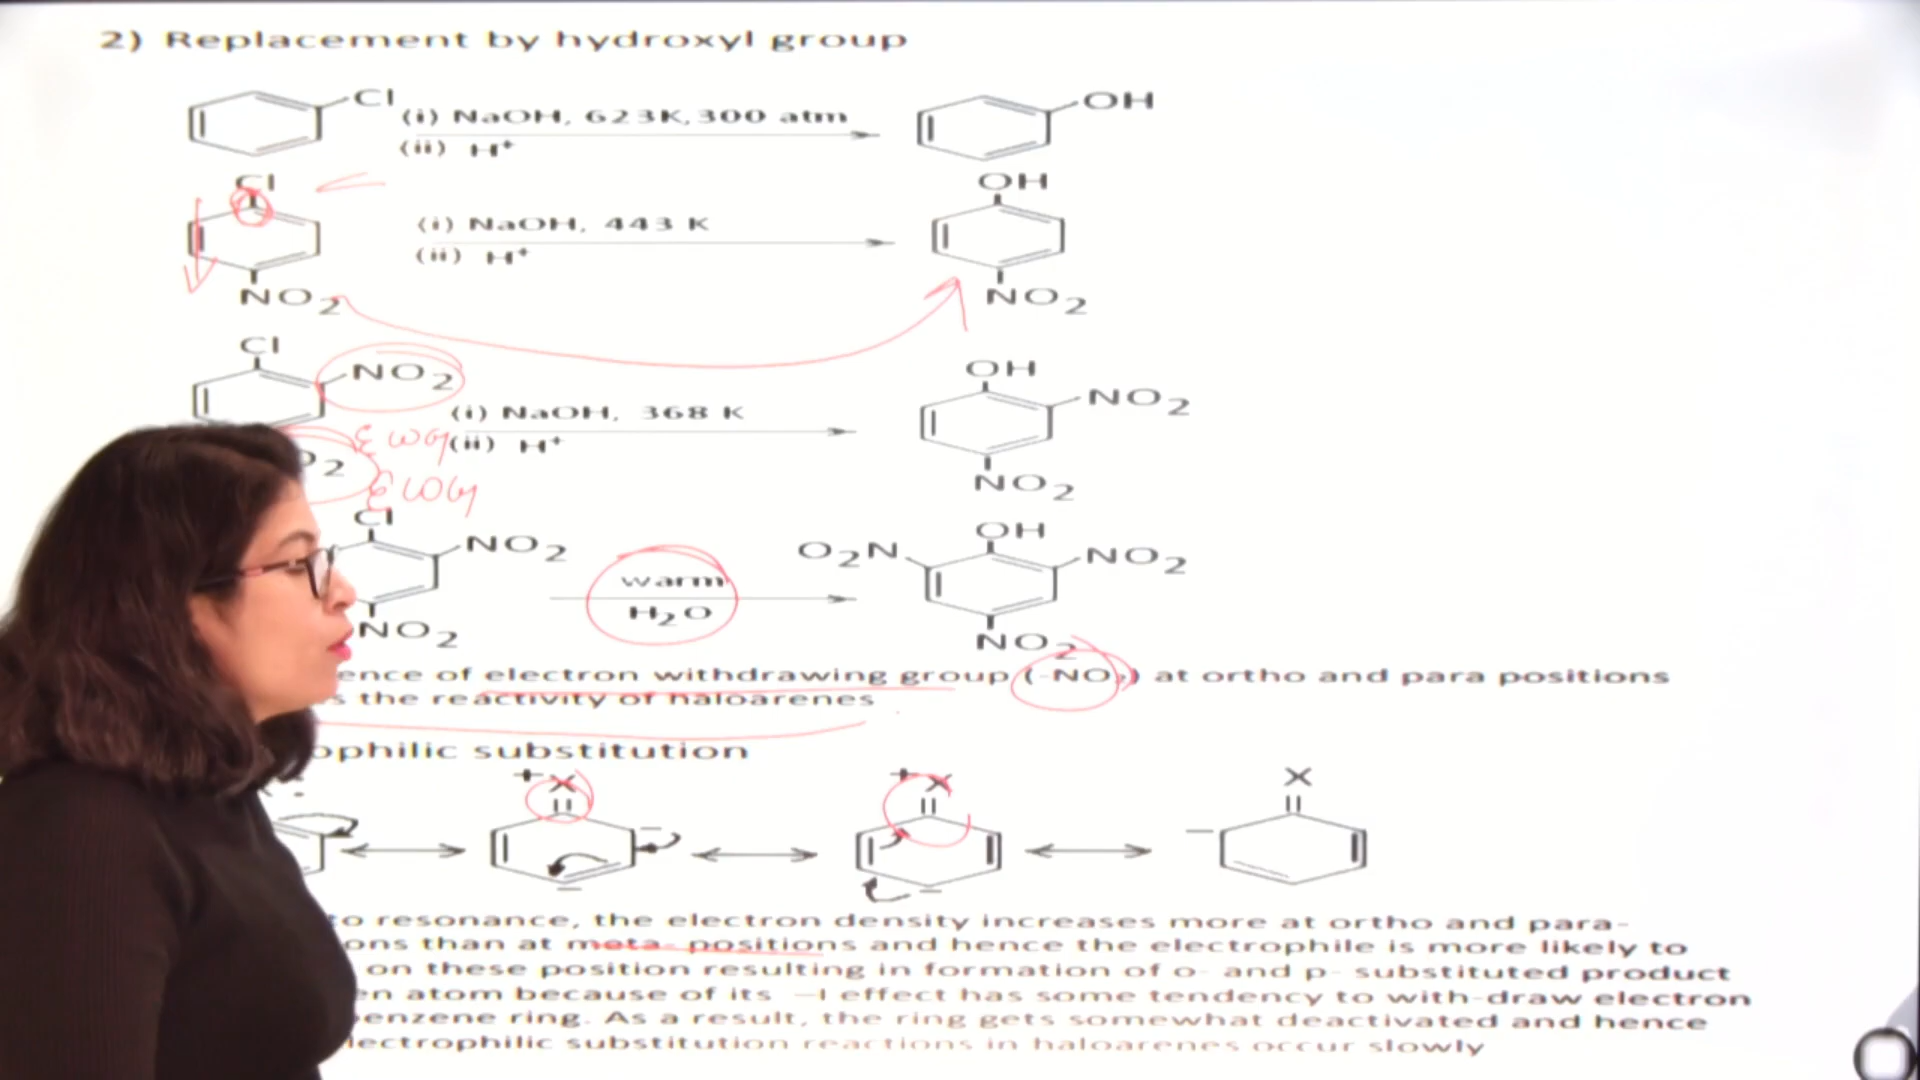 2) Replacement by hydroxyl group
Cl
(i) NaOH, 623K, 300 atm
(ii) H⁺
OH
Cl
(i) NaOH, 443 K
(ii) H⁺
NO₂
OH
NO₂
Cl
NO₂
(i) NaOH, 368 K
(ii) H⁺
O₂
EWG
EWG
OH
NO₂
NO₂
Cl
NO₂
NO₂
warm
H₂O
OH
O₂N
NO₂
NO₂
ence of electron withdrawing group (-NO₂) at ortho and para positions
s the reactivity of haloarenes
ophilic substitution
+X
+X
X
to resonance, the electron density increases more at ortho and para-
ons than at meta- positions and hence the electrophile is more likely to
on these position resulting in formation of o- and p- substituted product
en atom because of its –I effect has some tendency to with-draw electron
enzene ring. As a result, the ring gets somewhat deactivated and hence
lectrophilic substitution reactions in haloarenes occur slowly